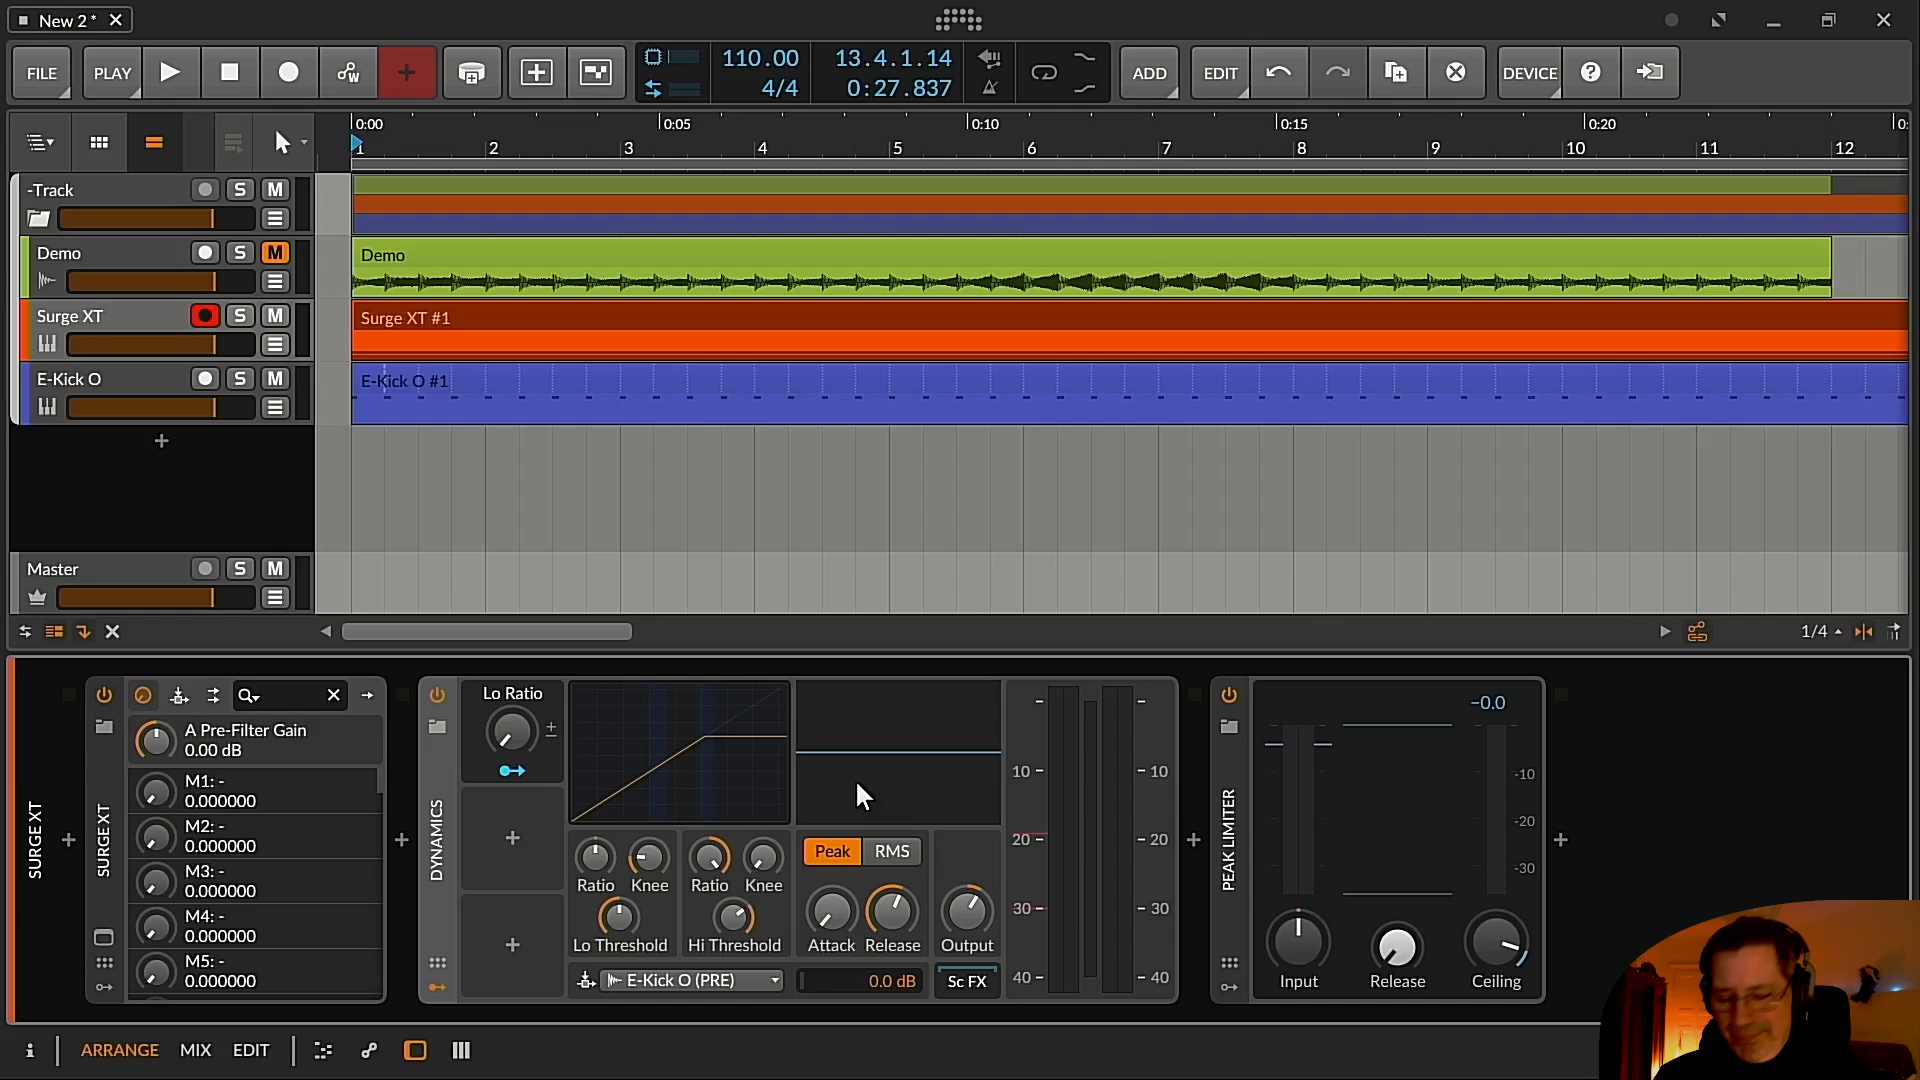 New 2 *
FILE
PLAY
110.00
4/4
13.4.1.14
0:27.837
ADD
EDIT
DEVICE
0:00
0:05
0:10
0:15
0:20
1
2
3
4
5
6
7
8
9
10
11
12
-Track
S
M
Demo
S
M
Demo
Surge XT
S
M
Surge XT #1
E-Kick O
S
M
E-Kick O #1
Master
S
M
1/4
SURGE XT
SURGE XT
A Pre-Filter Gain
0.00 dB
M1: -
0.000000
M2: -
0.000000
M3: -
0.000000
M4: -
0.000000
M5: -
0.000000
DYNAMICS
Lo Ratio
Ratio
Knee
Ratio
Knee
Lo Threshold
Hi Threshold
E-Kick O (PRE)
Peak
RMS
Attack
Release
Output
0.0 dB
Sc FX
10
20
30
40
10
20
30
40
PEAK LIMITER
-0.0
-10
-20
-30
Input
Release
Ceiling
ARRANGE
MIX
EDIT